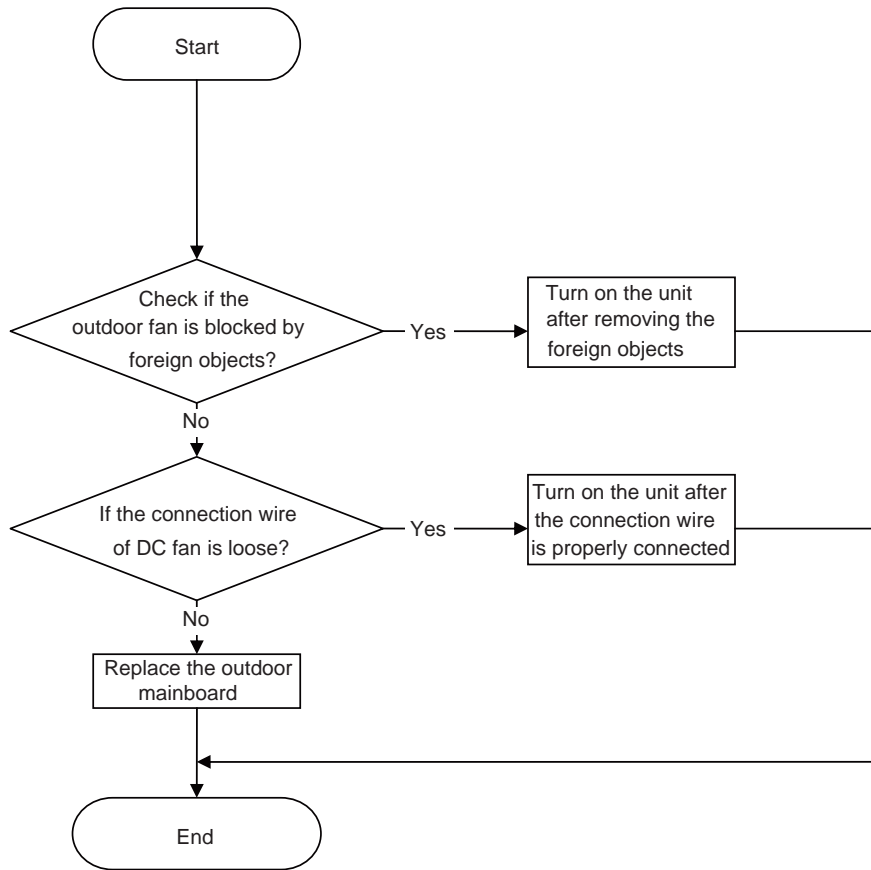 Start
Check if the
outdoor fan is blocked by
foreign objects?
Yes
Turn on the unit
after removing the
foreign objects
No
If the connection wire
of DC fan is loose?
Yes
Turn on the unit after
the connection wire
is properly connected
No
Replace the outdoor
mainboard
End